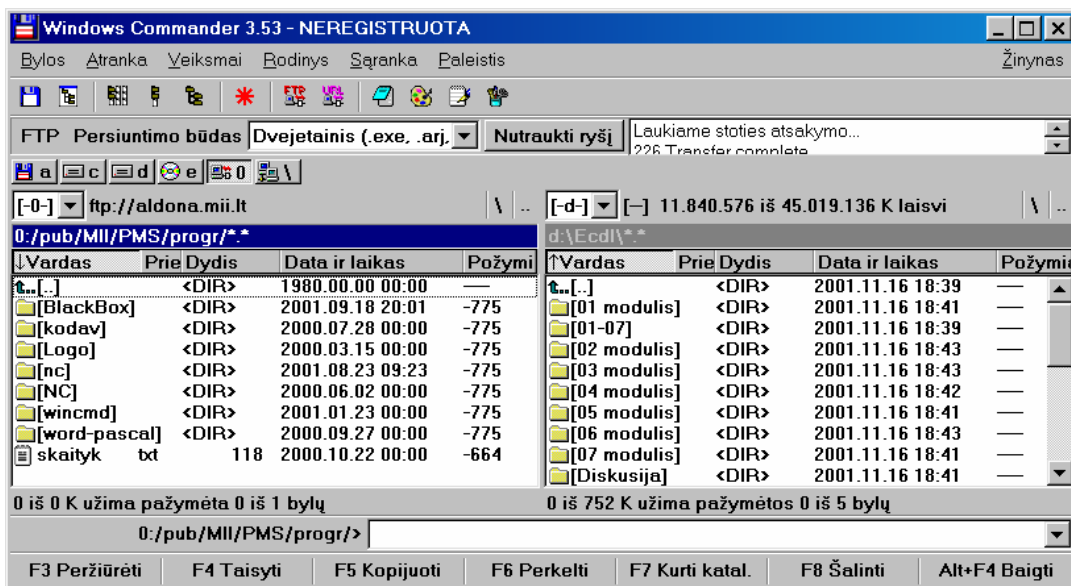 Windows Commander 3.53 - NEREGISTRUOTA
Bylos Atranka Veiksmai Rodinys Sąranka Paleistis Žinynas
FTP Persiuntimo būdas Dvejetainis (.exe, .arj, Nutraukti ryšį Laukiame stoties atsakymo...
226 Transfer complete
a c d e 0 \
[-0-] ftp://aldona.mii.lt \ .. [-d-] [—] 11.840.576 iš 45.019.136 K laisvi \ ..
0:/pub/MII/PMS/progr/*.* d:\Ecdl\*.*
↓Vardas Prie Dydis Data ir laikas Požymi ↑Vardas Prie Dydis Data ir laikas Požymia
[..] <DIR> 1980.00.00 00:00 — [..] <DIR> 2001.11.16 18:39 —
[BlackBox] <DIR> 2001.09.18 20:01 -775 [01 modulis] <DIR> 2001.11.16 18:41 —
[kodav] <DIR> 2000.07.28 00:00 -775 [01-07] <DIR> 2001.11.16 18:39 —
[Logo] <DIR> 2000.03.15 00:00 -775 [02 modulis] <DIR> 2001.11.16 18:43 —
[nc] <DIR> 2001.08.23 09:23 -775 [03 modulis] <DIR> 2001.11.16 18:43 —
[NC] <DIR> 2000.06.02 00:00 -775 [04 modulis] <DIR> 2001.11.16 18:42 —
[wincmd] <DIR> 2001.01.23 00:00 -775 [05 modulis] <DIR> 2001.11.16 18:41 —
[word-pascal] <DIR> 2000.09.27 00:00 -775 [06 modulis] <DIR> 2001.11.16 18:43 —
skaityk txt 118 2000.10.22 00:00 -664 [07 modulis] <DIR> 2001.11.16 18:41 —
[Diskusija] <DIR> 2001.11.16 18:41 —
0 iš 0 K užima pažymėta 0 iš 1 bylų 0 iš 752 K užima pažymėtos 0 iš 5 bylų
0:/pub/MII/PMS/progr/>
F3 Peržiūrėti F4 Taisyti F5 Kopijuoti F6 Perkelti F7 Kurti katal. F8 Šalinti Alt+F4 Baigti